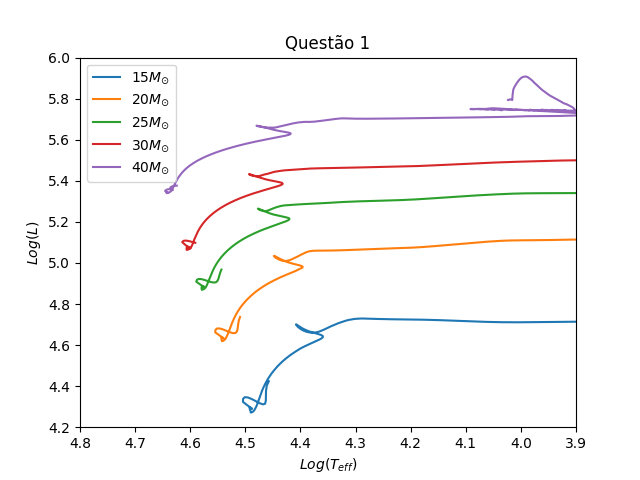 Questão 1
6.0
5.8
5.6
5.4
5.2
5.0
4.8
4.6
4.4
4.2
Log(L)
15M⊙
20M⊙
25M⊙
30M⊙
40M⊙
4.8 4.7 4.6 4.5 4.4 4.3 4.2 4.1 4.0 3.9
Log(T_eff)